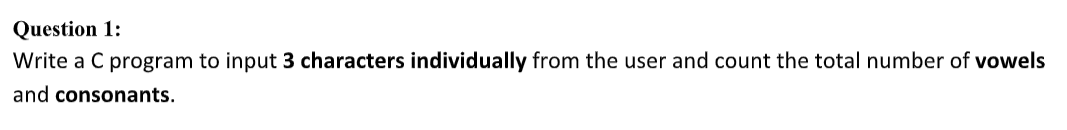 Question 1:
Write a C program to input 3 characters individually from the user and count the total number of vowels
and consonants.